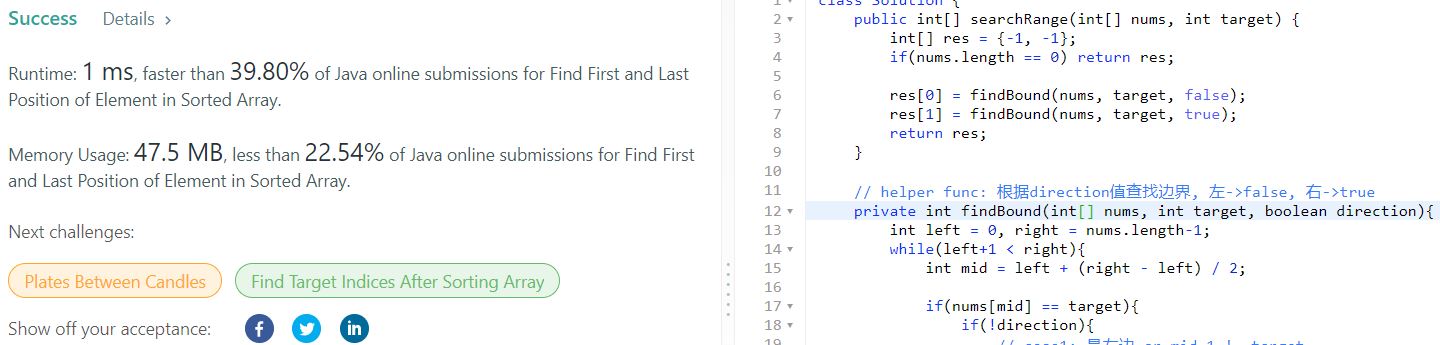 Success Details >
Runtime: 1 ms, faster than 39.80% of Java online submissions for Find First and Last
Position of Element in Sorted Array.
Memory Usage: 47.5 MB, less than 22.54% of Java online submissions for Find First
and Last Position of Element in Sorted Array.
Next challenges:
Plates Between Candles Find Target Indices After Sorting Array
Show off your acceptance:
1 class Solution {
2 public int[] searchRange(int[] nums, int target) {
3 int[] res = {-1, -1};
4 if(nums.length == 0) return res;
5
6 res[0] = findBound(nums, target, false);
7 res[1] = findBound(nums, target, true);
8 return res;
9 }
10
11 // helper func: 根据direction值查找边界, 左->false, 右->true
12 private int findBound(int[] nums, int target, boolean direction){
13 int left = 0, right = nums.length-1;
14 while(left+1 < right){
15 int mid = left + (right - left) / 2;
16
17 if(nums[mid] == target){
18 if(!direction){
19 // case1: